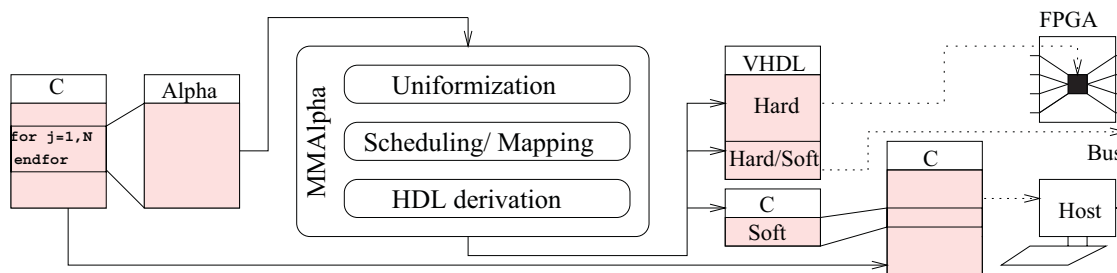 C
for j=1,N
endfor
Alpha
MMAlpha
Uniformization
Scheduling/ Mapping
HDL derivation
VHDL
Hard
Hard/Soft
C
Soft
C
FPGA
Bus
Host